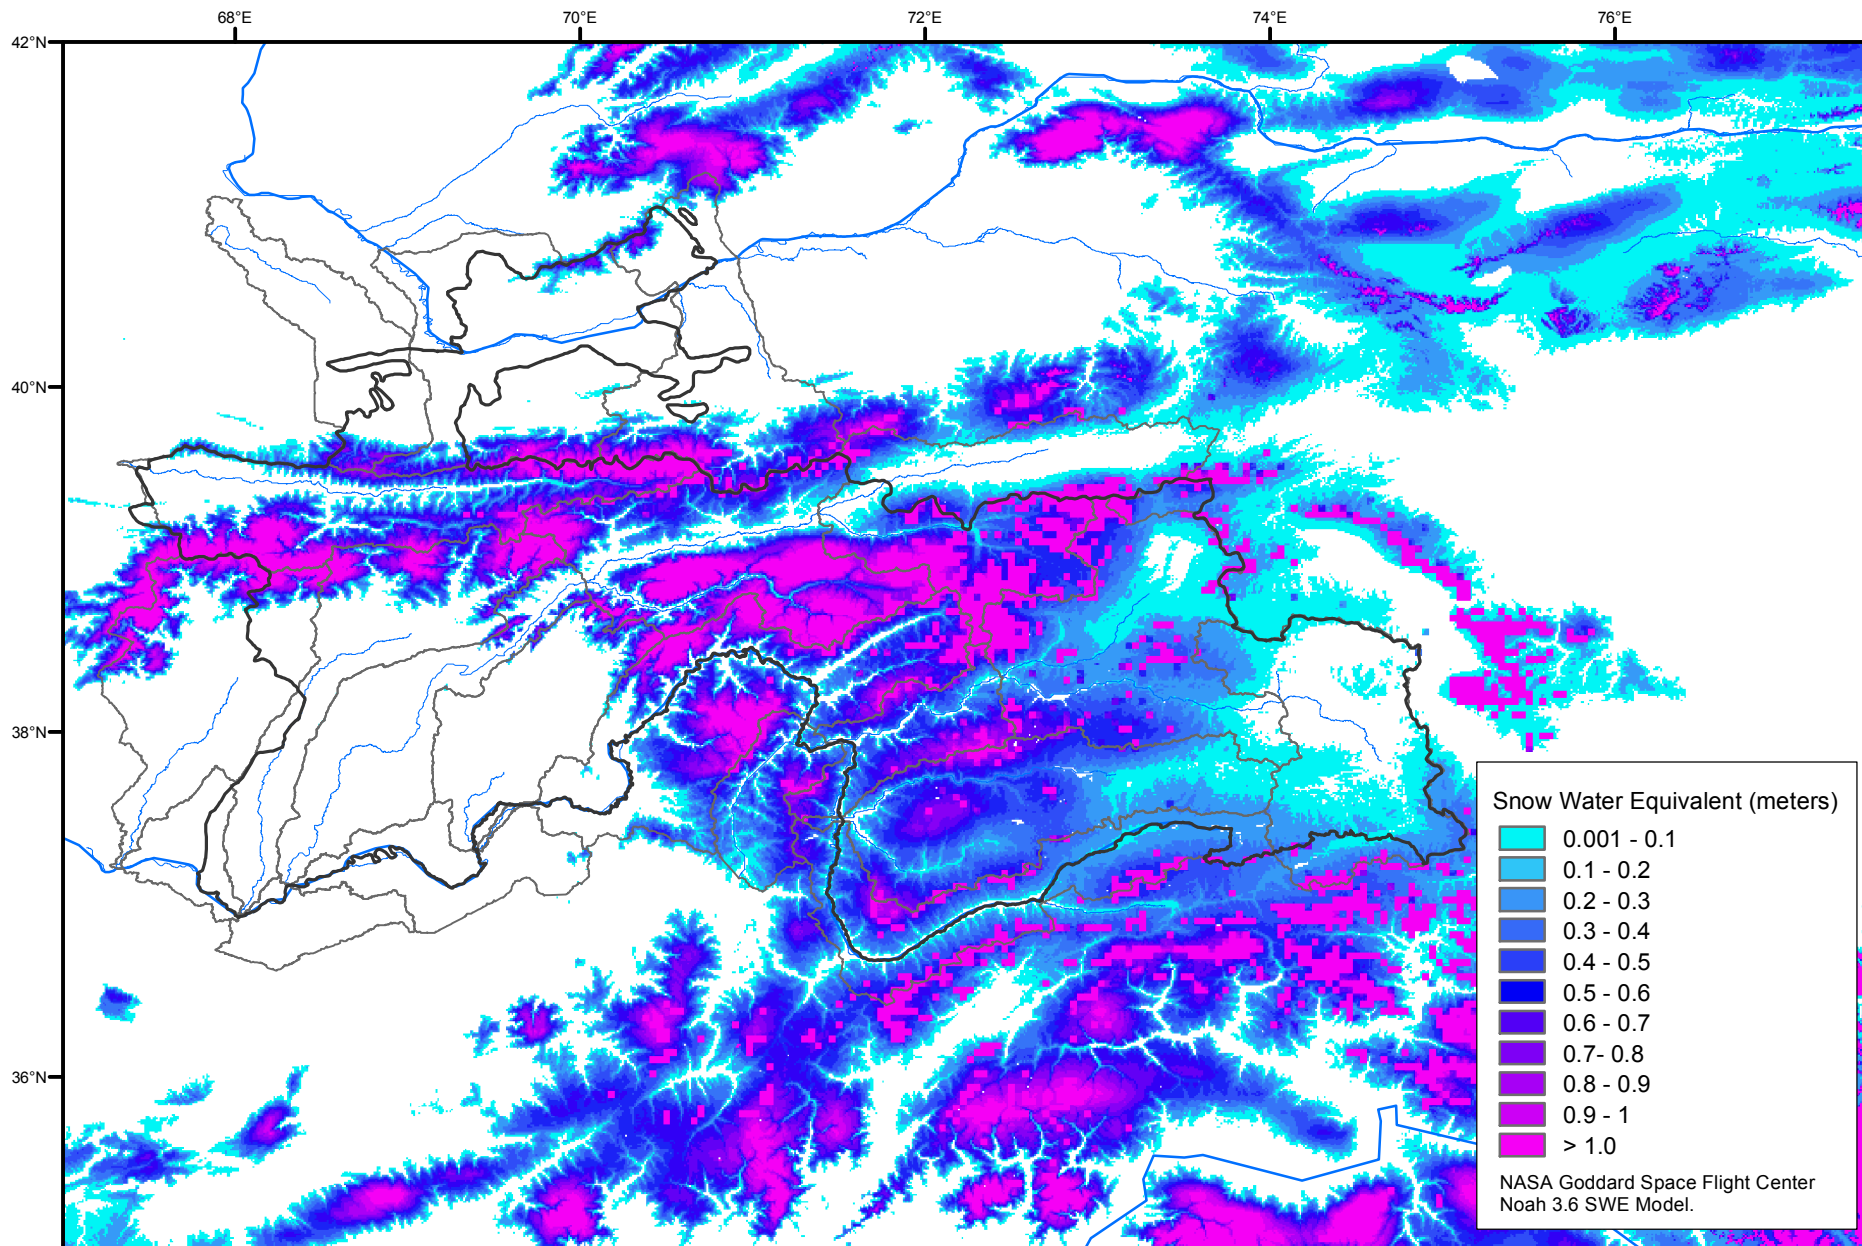 68°E
70°E
72°E
74°E
76°E
42°N
40°N
38°N
36°N
Snow Water Equivalent (meters)
0.001 - 0.1
0.1 - 0.2
0.2 - 0.3
0.3 - 0.4
0.4 - 0.5
0.5 - 0.6
0.6 - 0.7
0.7- 0.8
0.8 - 0.9
0.9 - 1
> 1.0
NASA Goddard Space Flight Center
Noah 3.6 SWE Model.